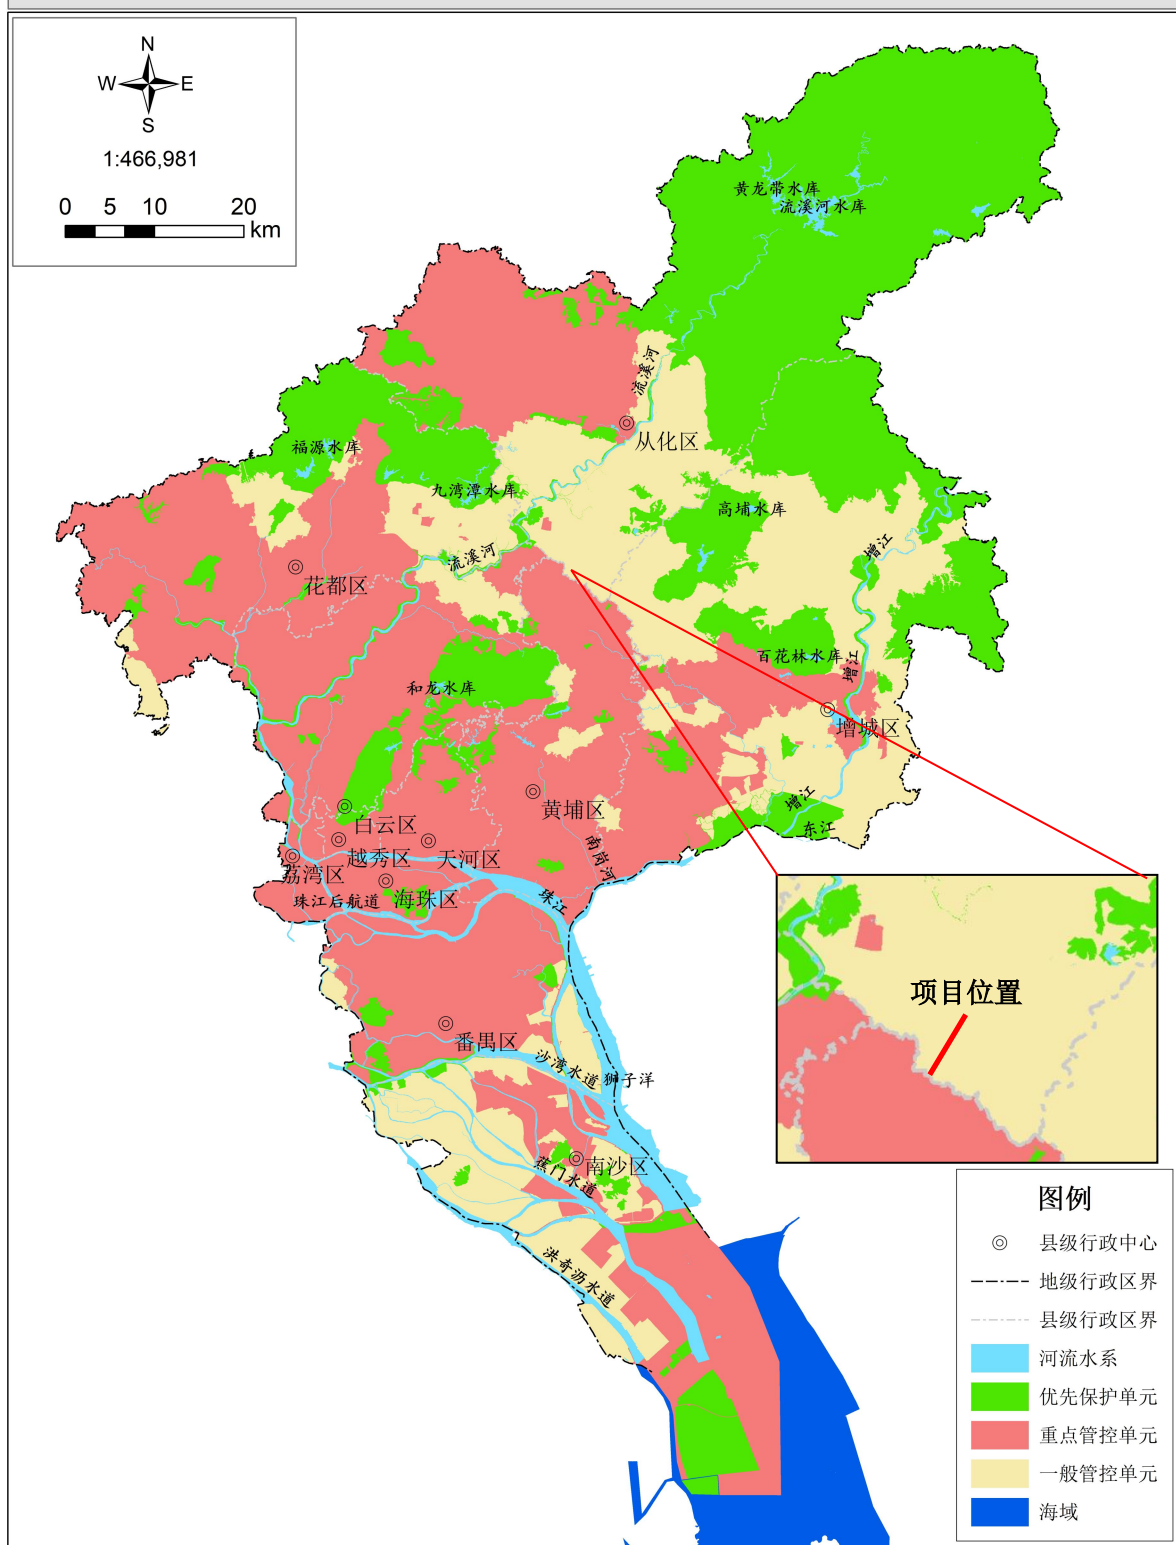 N
W E
S
1:466,981
0 5 10 20
km
黄龙带水库
流溪河水库
流溪河
从化区
福源水库
九湾潭水库
高埔水库
增江
流溪河
花都区
百花林水库
增江
和龙水库
增城区
增江
黄埔区
白云区
东江
越秀区
天河区
南岗河
荔湾区
海珠区
珠江后航道
珠江
项目位置
番禺区
沙湾水道
狮子洋
南沙区
蕉门水道
洪奇沥水道
图例
县级行政中心
地级行政区界
县级行政区界
河流水系
优先保护单元
重点管控单元
一般管控单元
海域